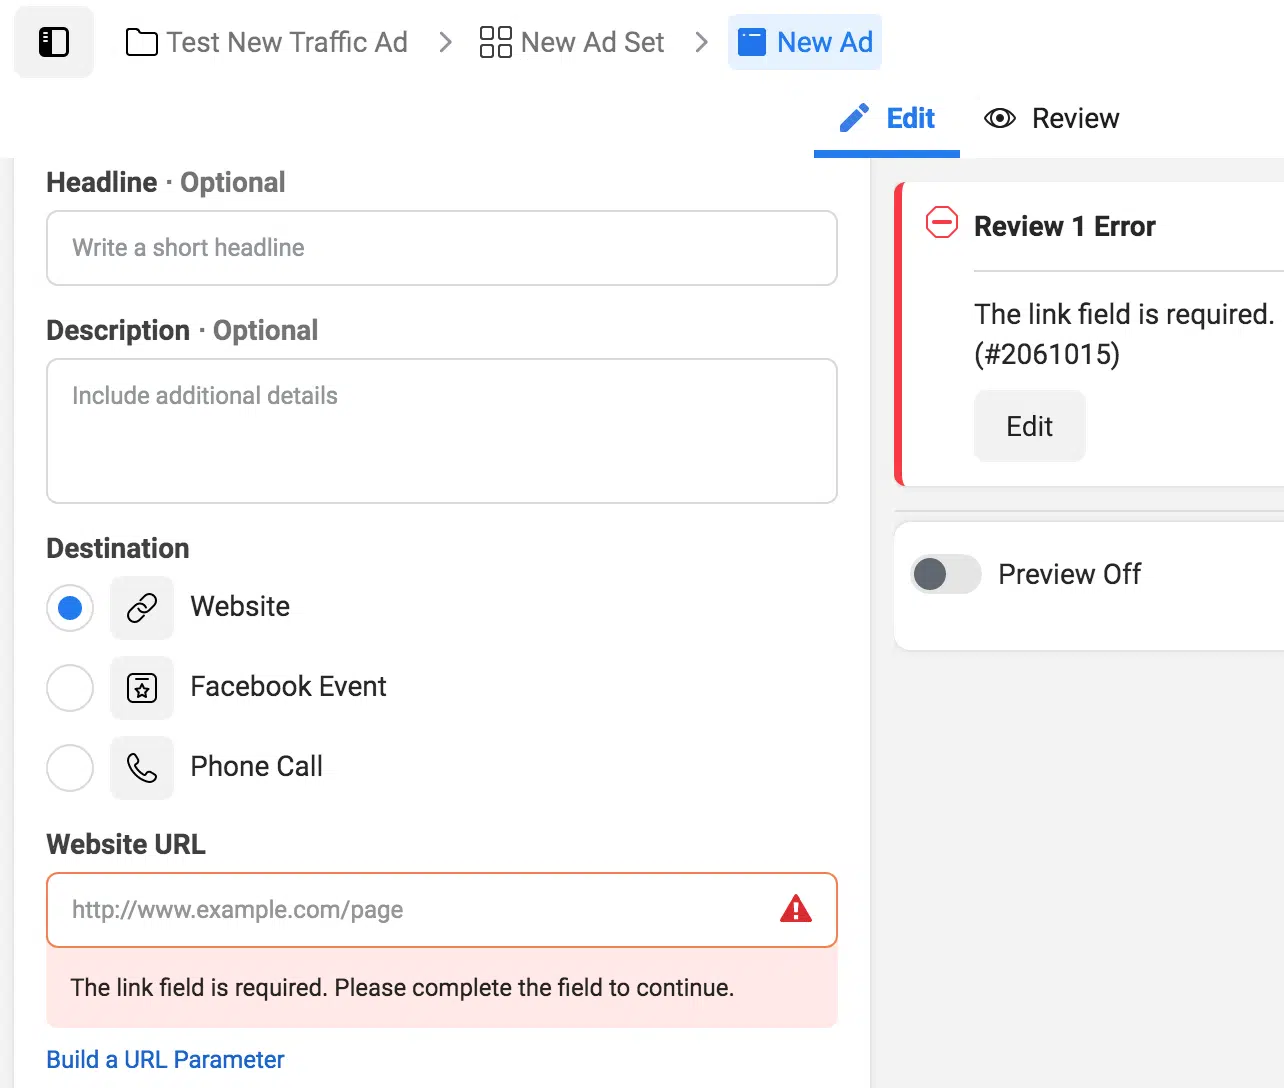 Test New Traffic Ad > New Ad Set > New Ad
Edit Review
Headline · Optional
Write a short headline
Description · Optional
Include additional details
Destination
Website
Facebook Event
Phone Call
Website URL
http://www.example.com/page
The link field is required. Please complete the field to continue.
Build a URL Parameter
Review 1 Error
The link field is required.
(#2061015)
Edit
Preview Off